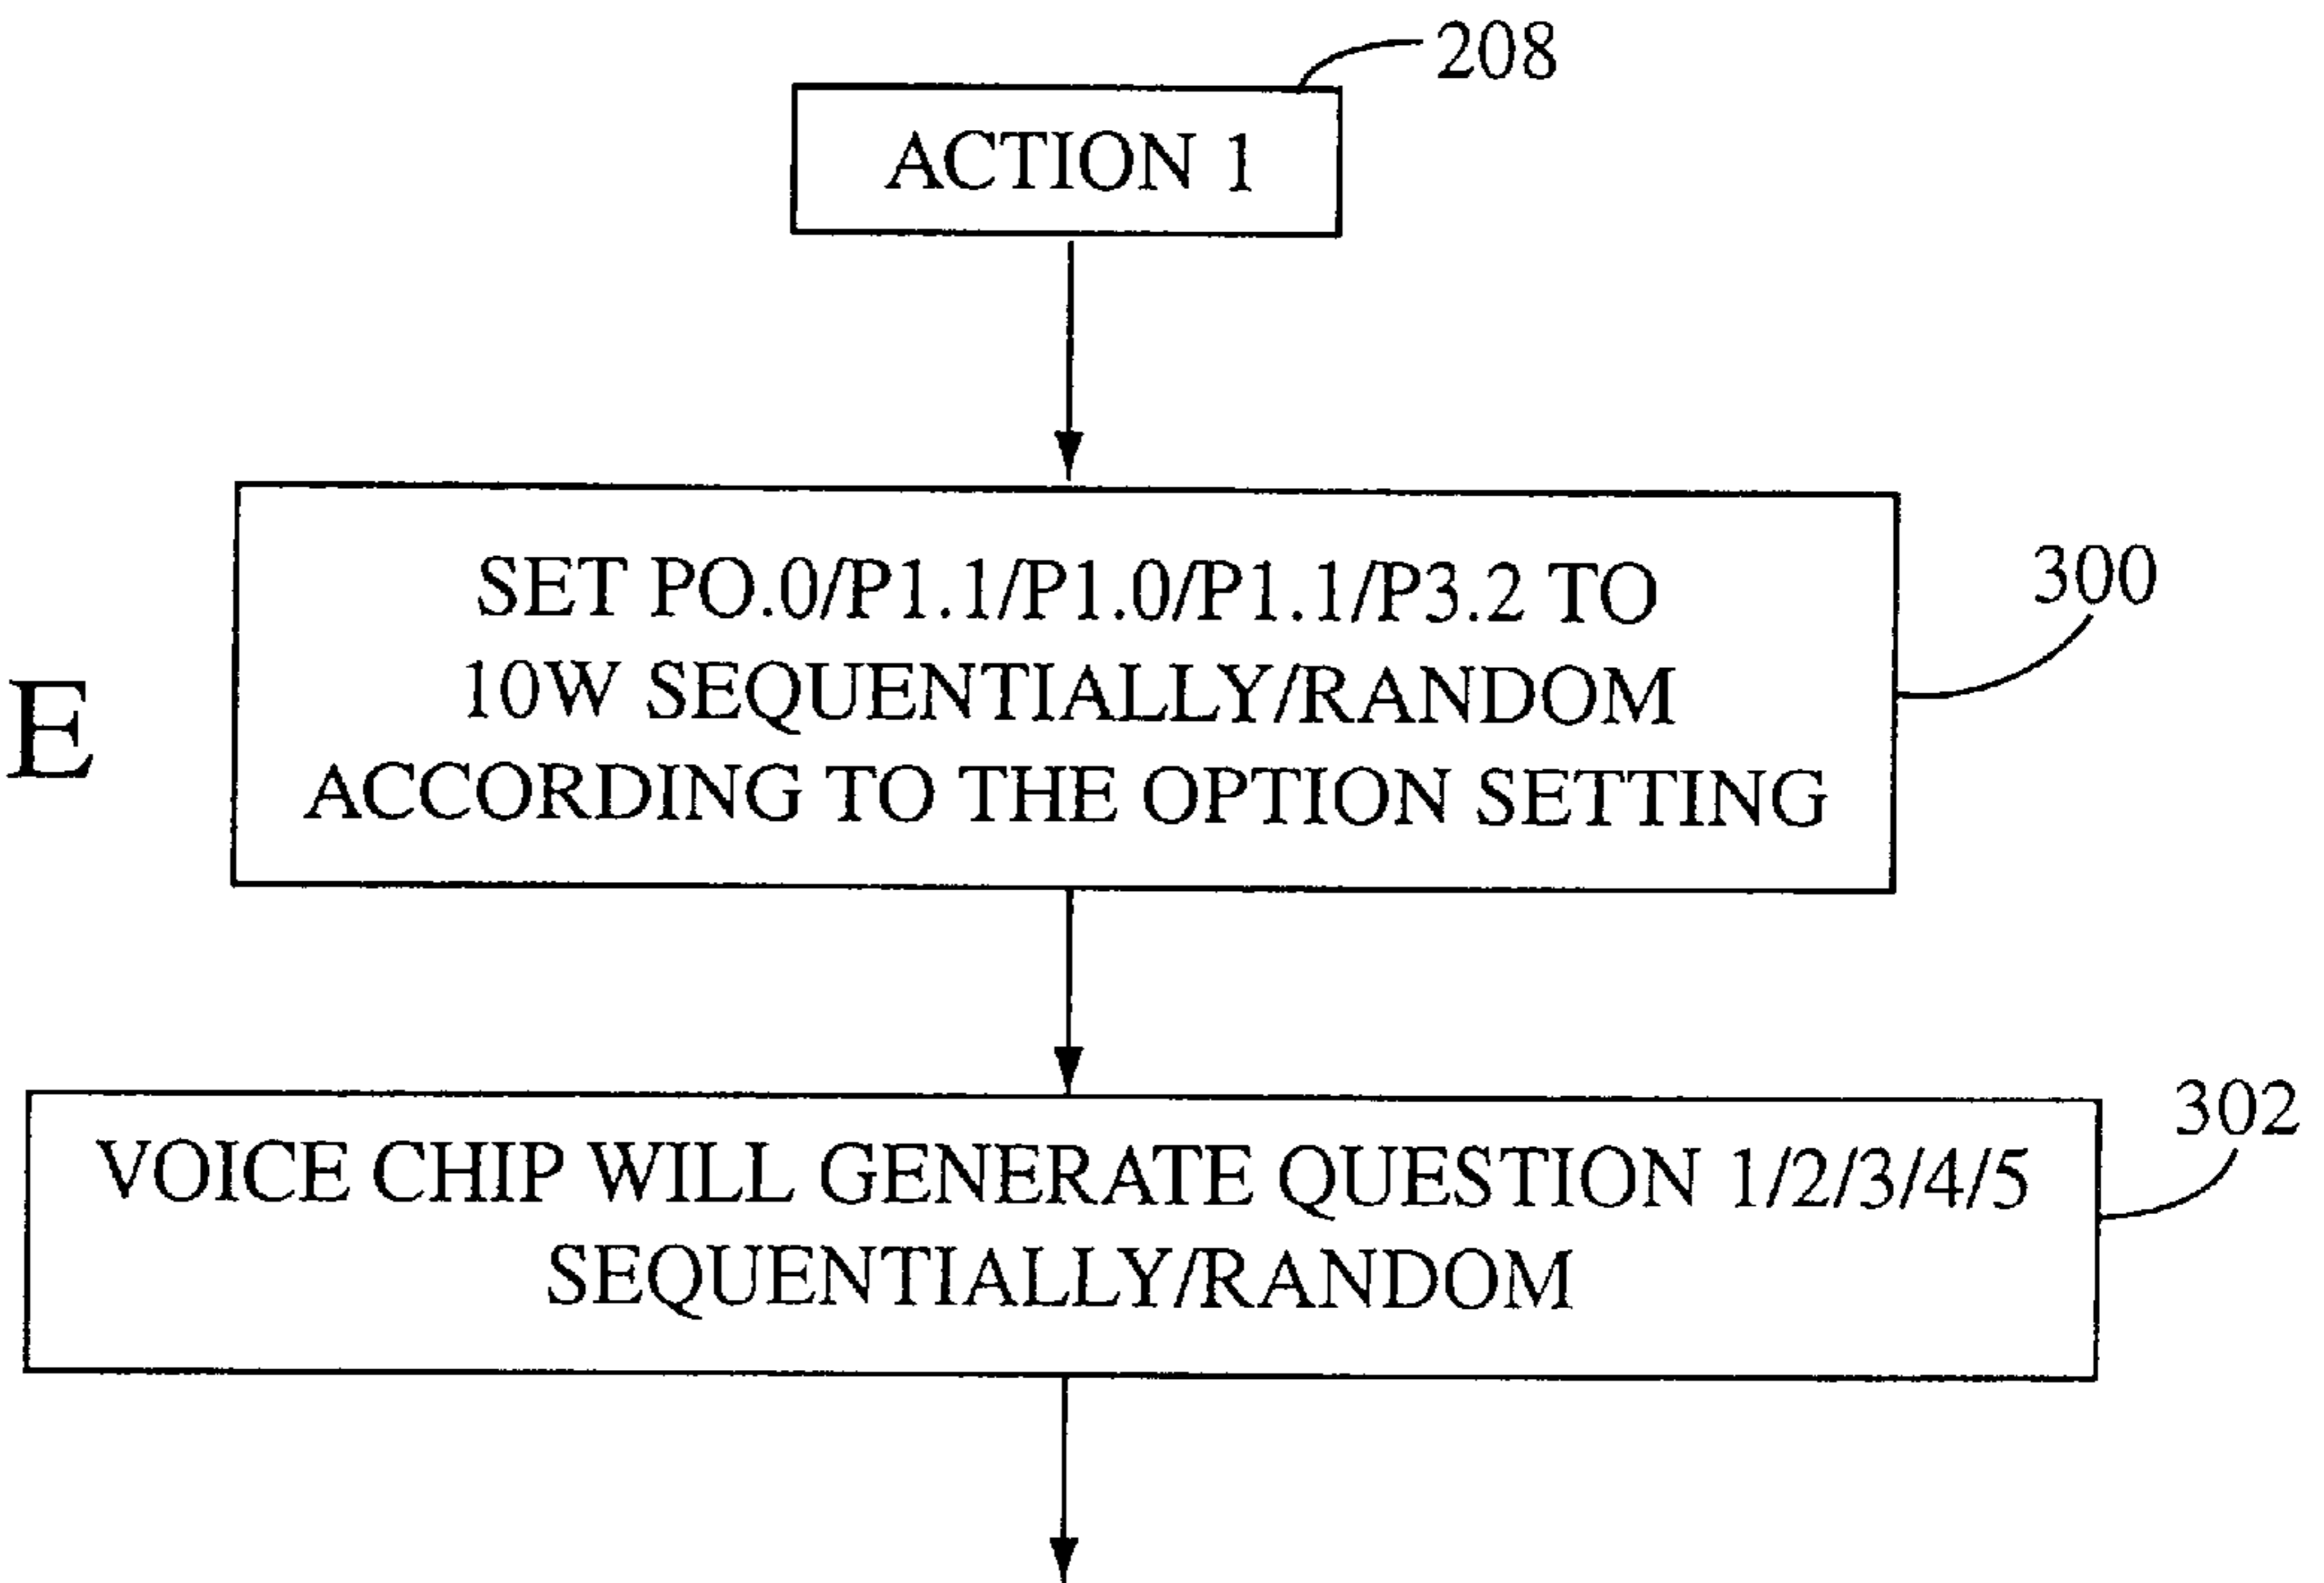 208
ACTION 1
SET PO.0/P1.1/P1.0/P1.1/P3.2 TO
10W SEQUENTIALLY/RANDOM
ACCORDING TO THE OPTION SETTING
300
E
VOICE CHIP WILL GENERATE QUESTION 1/2/3/4/5
SEQUENTIALLY/RANDOM
302